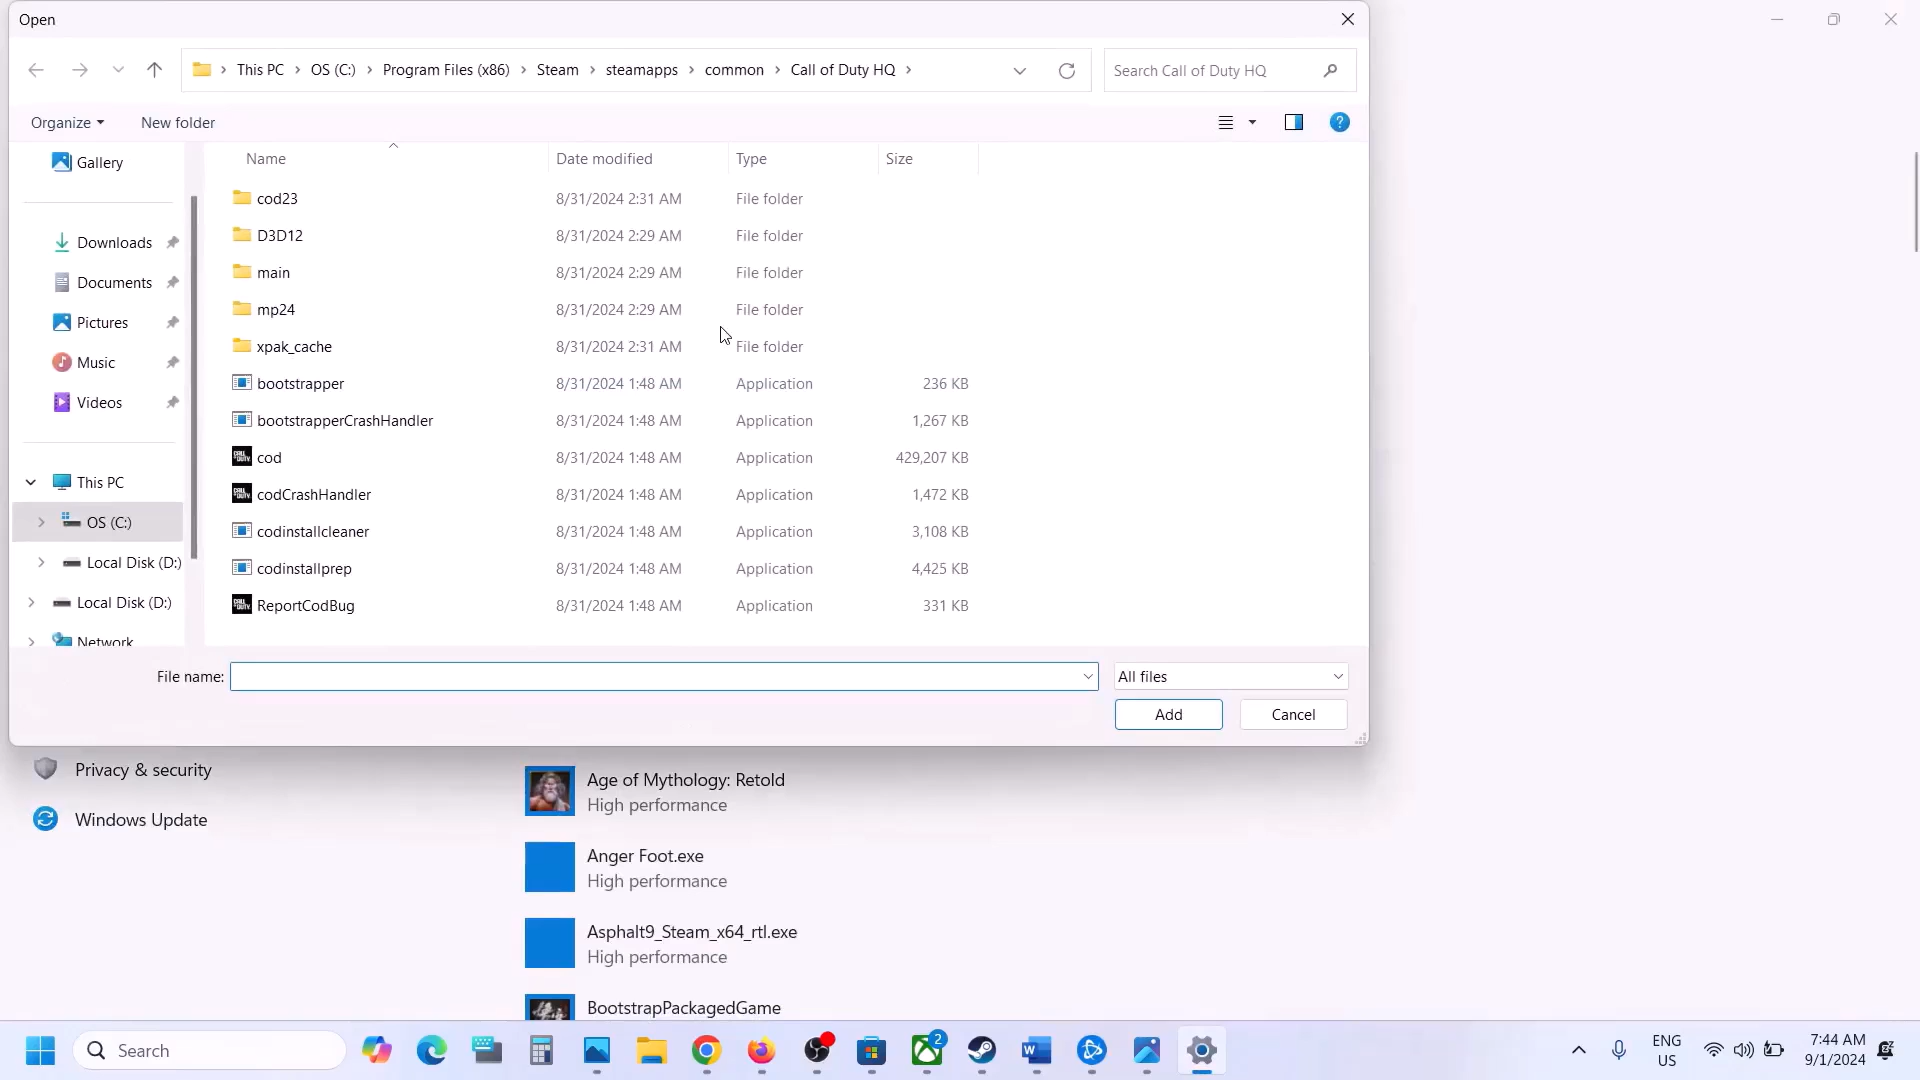 Open
This PC > OS (C:) > Program Files (x86) > Steam > steamapps > common > Call of Duty HQ >
Search Call of Duty HQ
Organize
New folder
Name
Date modified
Type
Size
Gallery
Downloads
Documents
Pictures
Music
Videos
This PC
OS (C:)
Local Disk (D:)
Local Disk (D:)
Network
cod23 8/31/2024 2:31 AM File folder
D3D12 8/31/2024 2:29 AM File folder
main 8/31/2024 2:29 AM File folder
mp24 8/31/2024 2:29 AM File folder
xpak_cache 8/31/2024 2:31 AM File folder
bootstrapper 8/31/2024 1:48 AM Application 236 KB
bootstrapperCrashHandler 8/31/2024 1:48 AM Application 1,267 KB
cod 8/31/2024 1:48 AM Application 429,207 KB
codCrashHandler 8/31/2024 1:48 AM Application 1,472 KB
codinstallcleaner 8/31/2024 1:48 AM Application 3,108 KB
codinstallprep 8/31/2024 1:48 AM Application 4,425 KB
ReportCodBug 8/31/2024 1:48 AM Application 331 KB
File name:
All files
Add
Cancel
Privacy & security
Windows Update
Age of Mythology: Retold
High performance
Anger Foot.exe
High performance
Asphalt9_Steam_x64_rtl.exe
High performance
BootstrapPackagedGame
Search
2
ENG
US
7:44 AM
9/1/2024